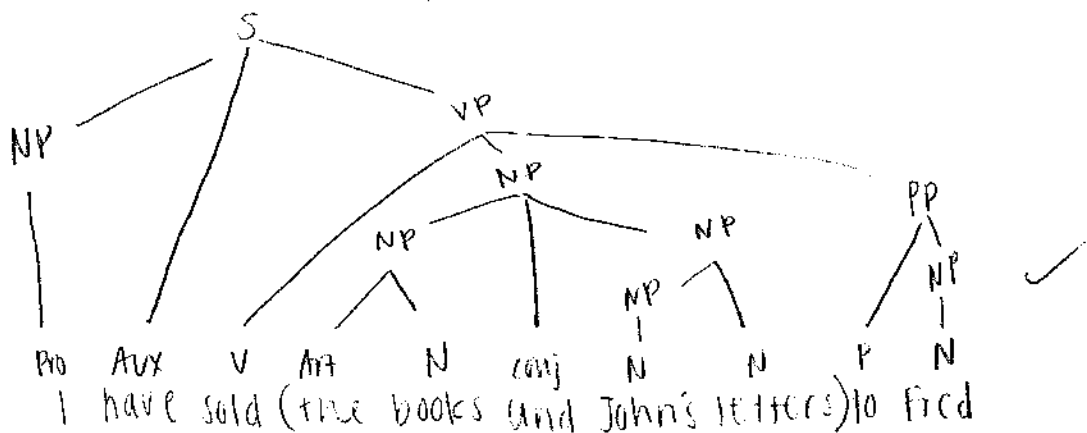 S
VP
NP
NP
PP
NP NP
NP NP
Pro Aux V Art N conj N N P N
I have sold (the books and John's letters) to Fred